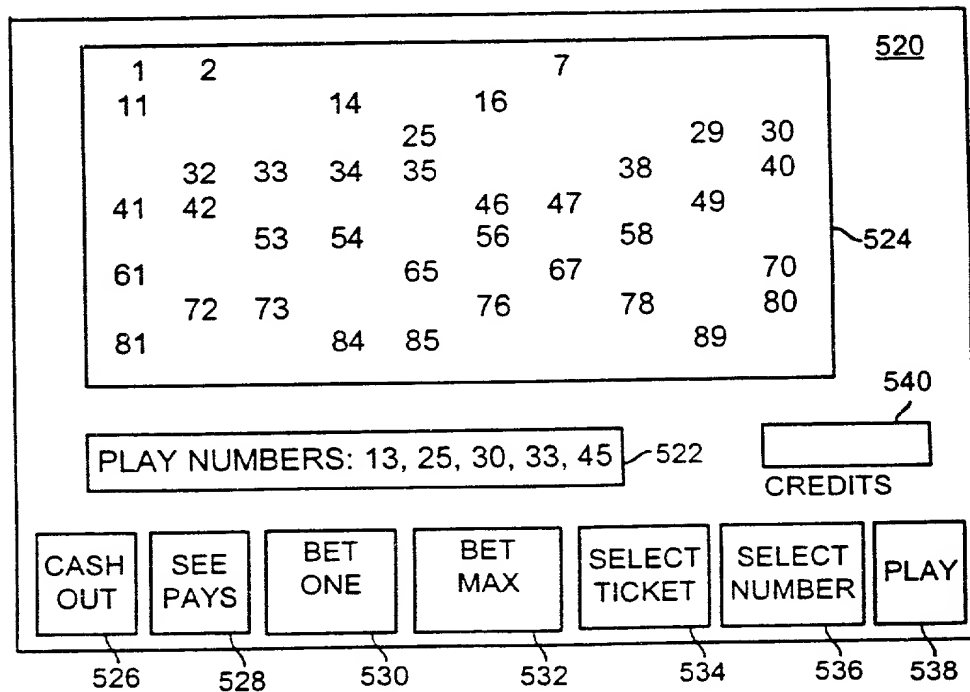 520
1 2 7
11 14 16
25 29 30
32 33 34 35 38 40
41 42 46 47 49
53 54 56 58
524
61 65 67 70
72 73 76 78 80
81 84 85 89
540
PLAY NUMBERS: 13, 25, 30, 33, 45
522
CREDITS
CASH OUT
SEE PAYS
BET ONE
BET MAX
SELECT TICKET
SELECT NUMBER
PLAY
526 528 530 532 534 536 538